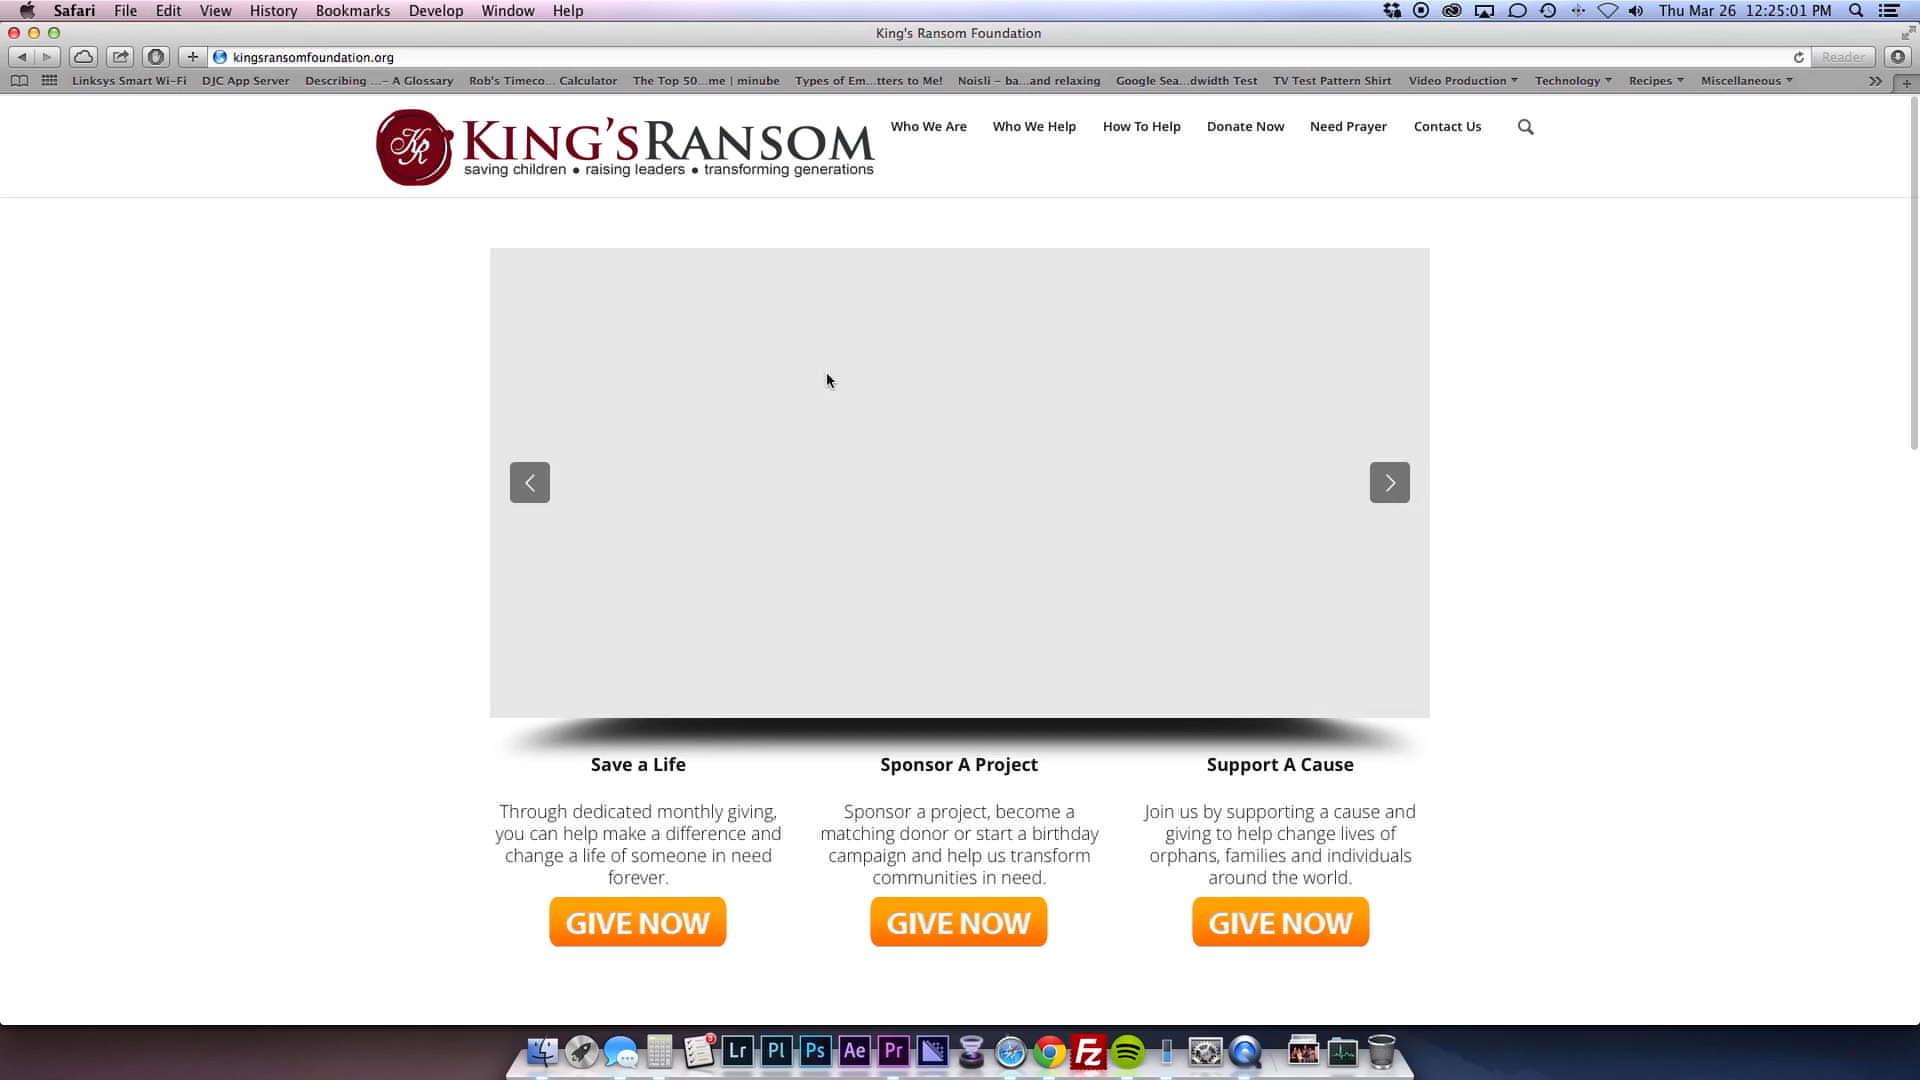 Safari File Edit View History Bookmarks Develop Window Help Thu Mar 26 12:25:01 PM
King's Ransom Foundation
kingsransomfoundation.org Reader
Linksys Smart Wi-Fi DJC App Server Describing ...- A Glossary Rob's Timeco... Calculator The Top 50...me | minube Types of Em...tters to Me! Noisli – ba...and relaxing Google Sea...dwidth Test TV Test Pattern Shirt Video Production Technology Recipes Miscellaneous
KR KING'SRANSOM
saving children • raising leaders • transforming generations
Who We Are Who We Help How To Help Donate Now Need Prayer Contact Us
Save a Life
Through dedicated monthly giving,
you can help make a difference and
change a life of someone in need
forever.
GIVE NOW
Sponsor A Project
Sponsor a project, become a
matching donor or start a birthday
campaign and help us transform
communities in need.
GIVE NOW
Support A Cause
Join us by supporting a cause and
giving to help change lives of
orphans, families and individuals
around the world.
GIVE NOW
Lr Pl Ps Ae Pr FZ